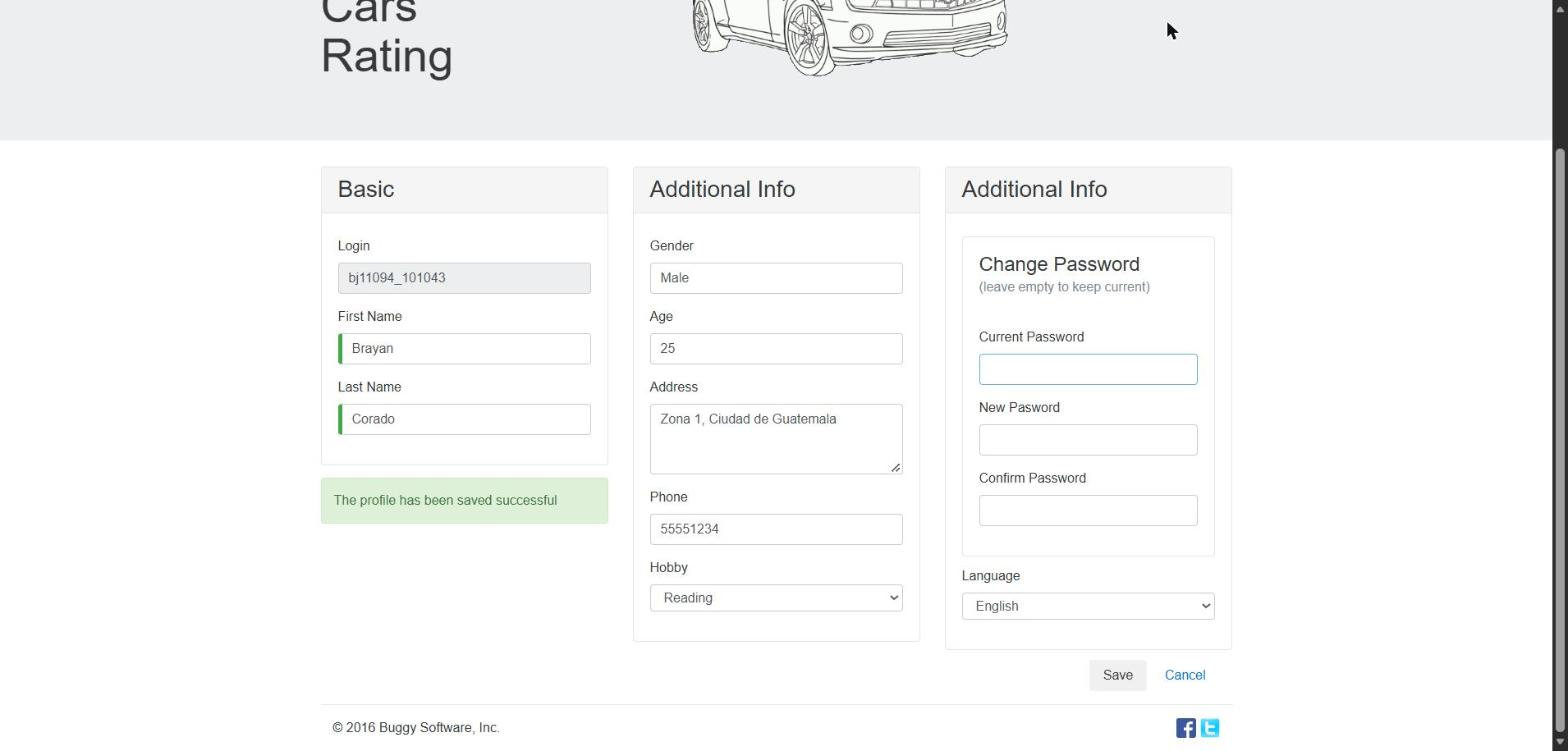 Cars
Rating
Basic
Login
bj11094_101043
First Name
Brayan
Last Name
Corado
The profile has been saved successful
Additional Info
Gender
Male
Age
25
Address
Zona 1, Ciudad de Guatemala
Phone
55551234
Hobby
Reading
Additional Info
Change Password
(leave empty to keep current)
Current Password
New Pasword
Confirm Password
Language
English
Save
Cancel
© 2016 Buggy Software, Inc.